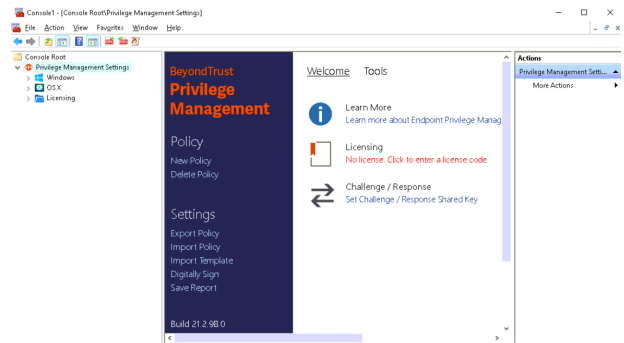 Console1 - [Console Root\Privilege Management Settings]
File Action View Favorites Window Help
Console Root
Privilege Management Settings
Windows
OS X
Licensing
BeyondTrust
Privilege
Management
Policy
New Policy
Delete Policy
Settings
Export Policy
Import Policy
Import Template
Digitally Sign
Save Report
Build 21.2.98.0
Welcome Tools
Learn More
Learn more about Endpoint Privilege Manag
Licensing
No license. Click to enter a license code
Challenge / Response
Set Challenge / Response Shared Key
Actions
Privilege Management Setti...
More Actions